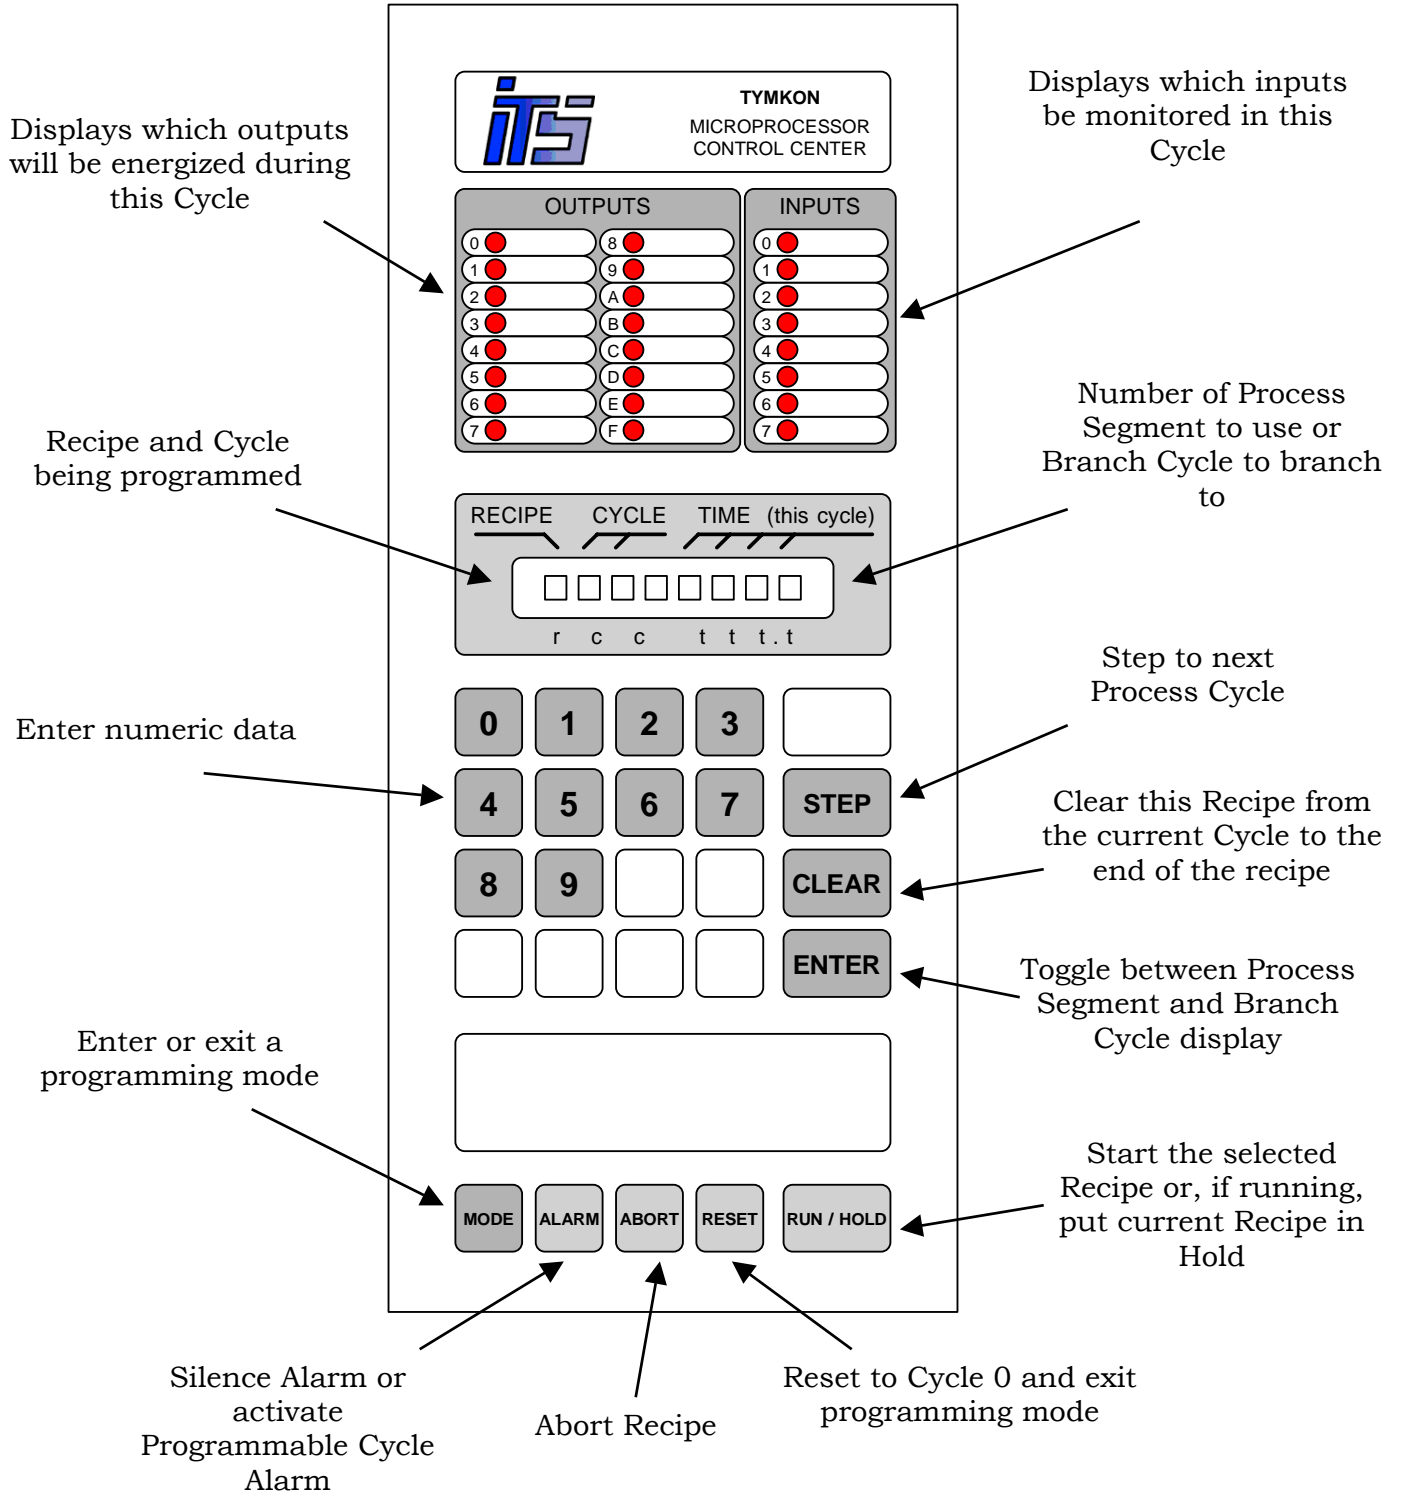 Displays which outputs
will be energized during
this Cycle
iTS
TYMKON
MICROPROCESSOR
CONTROL CENTER
Displays which inputs
be monitored in this
Cycle
OUTPUTS
INPUTS
0 8 0
1 9 1
2 A 2
3 B 3
4 C 4
5 D 5
6 E 6
7 F 7
Recipe and Cycle
being programmed
Number of Process
Segment to use or
Branch Cycle to branch
to
RECIPE CYCLE TIME (this cycle)
r c c t t t . t
Enter numeric data
0 1 2 3
4 5 6 7 STEP
8 9 CLEAR
ENTER
Step to next
Process Cycle
Clear this Recipe from
the current Cycle to the
end of the recipe
Toggle between Process
Segment and Branch
Cycle display
Enter or exit a
programming mode
MODE ALARM ABORT RESET RUN / HOLD
Start the selected
Recipe or, if running,
put current Recipe in
Hold
Silence Alarm or
activate
Programmable Cycle
Alarm
Abort Recipe
Reset to Cycle 0 and exit
programming mode